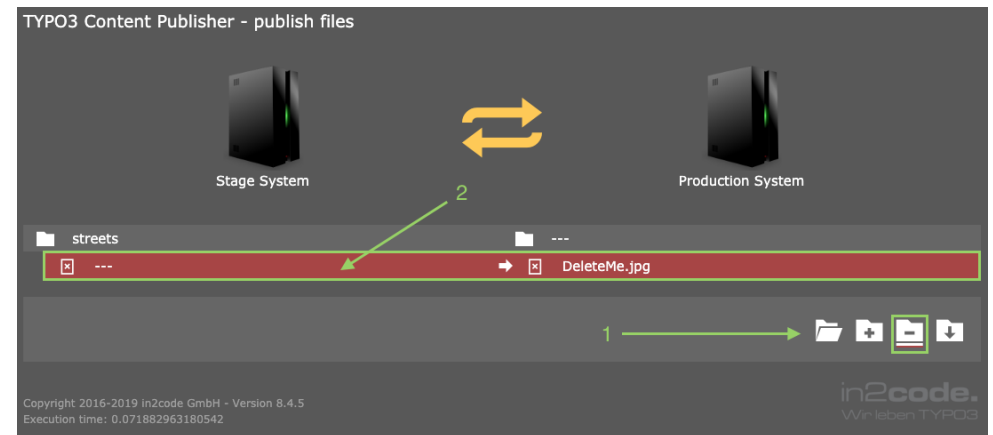 TYPO3 Content Publisher - publish files
Stage System
Production System
2
streets
---
---
DeleteMe.jpg
1
Copyright 2016-2019 in2code GmbH - Version 8.4.5
Execution time: 0.071882963180542
in2code.
Wir leben TYPO3